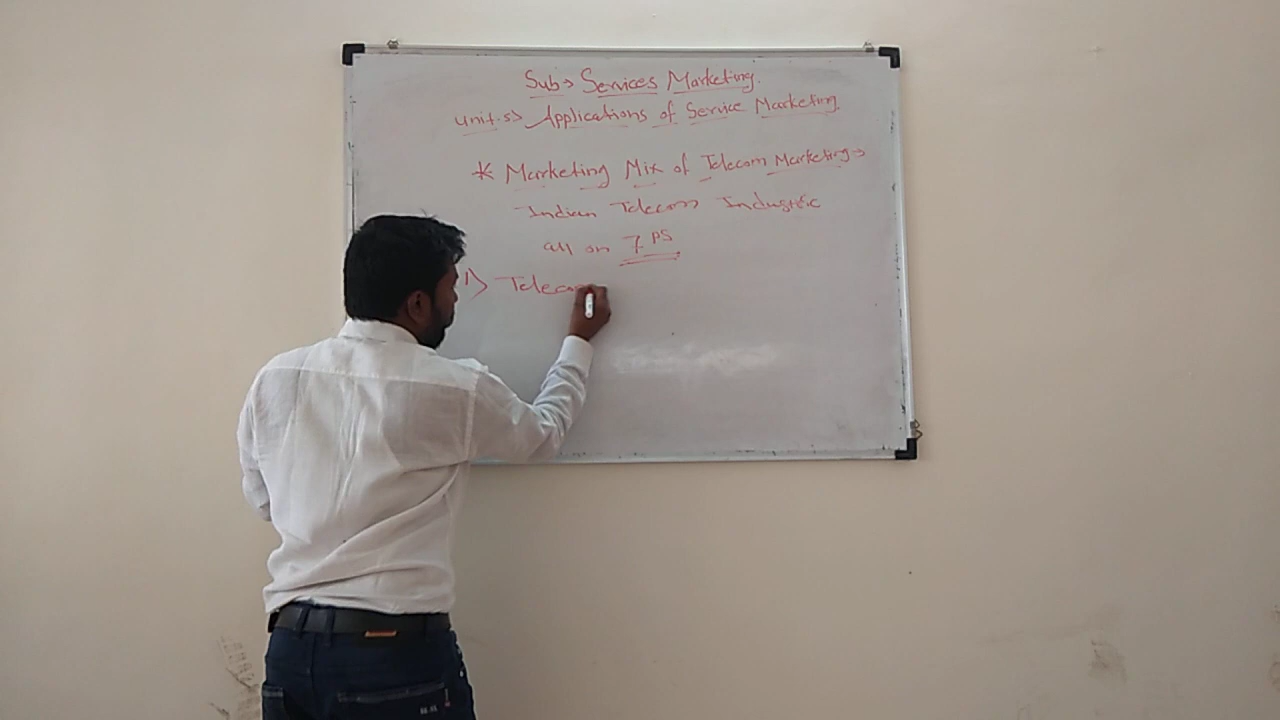 Sub→ Services Marketing.
Unit-5> Applications of Service Marketing.
* Marketing Mix of Telecom Marketing→
Indian Telecom
all on 7 PS
1> Teleco